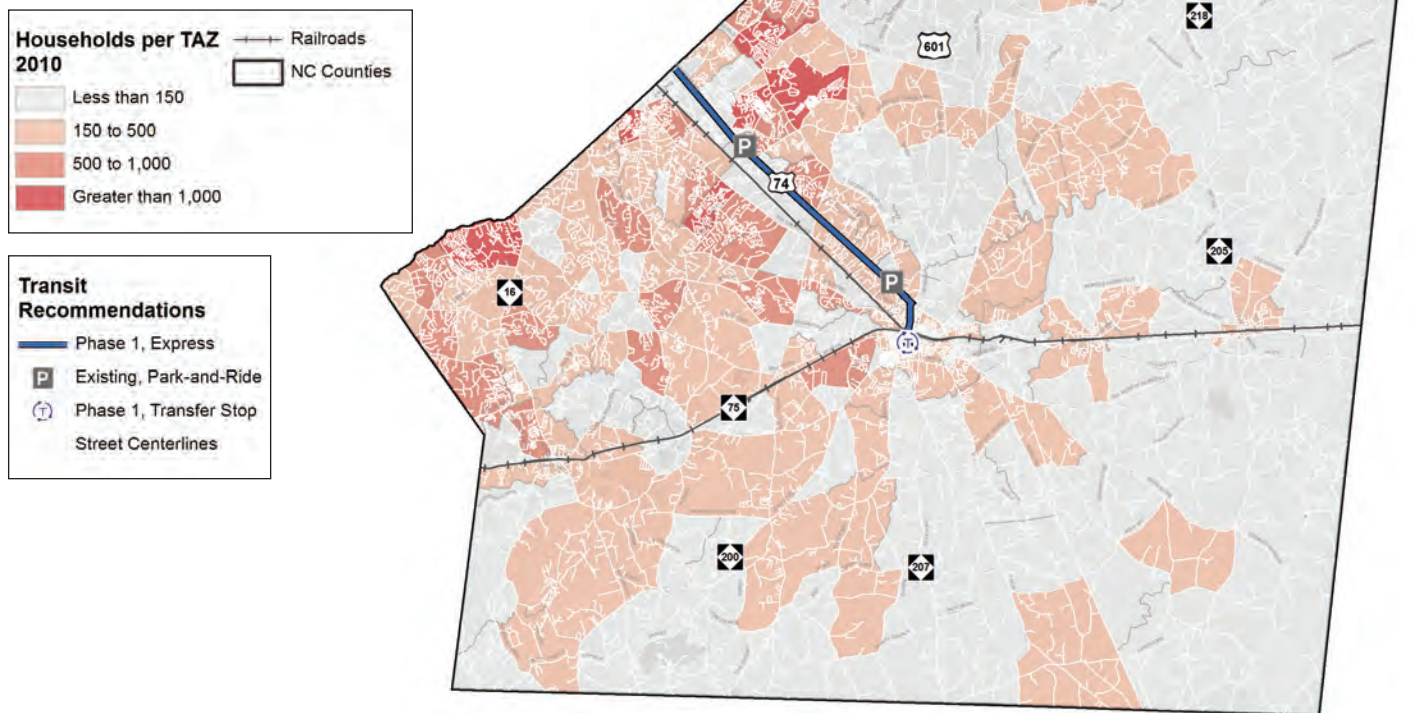 Households per TAZ
2010
Less than 150
150 to 500
500 to 1,000
Greater than 1,000
Railroads
NC Counties
Transit
Recommendations
Phase 1, Express
P
Existing, Park-and-Ride
T
Phase 1, Transfer Stop
Street Centerlines
218
601
P
74
205
16
P
T
75
200
207